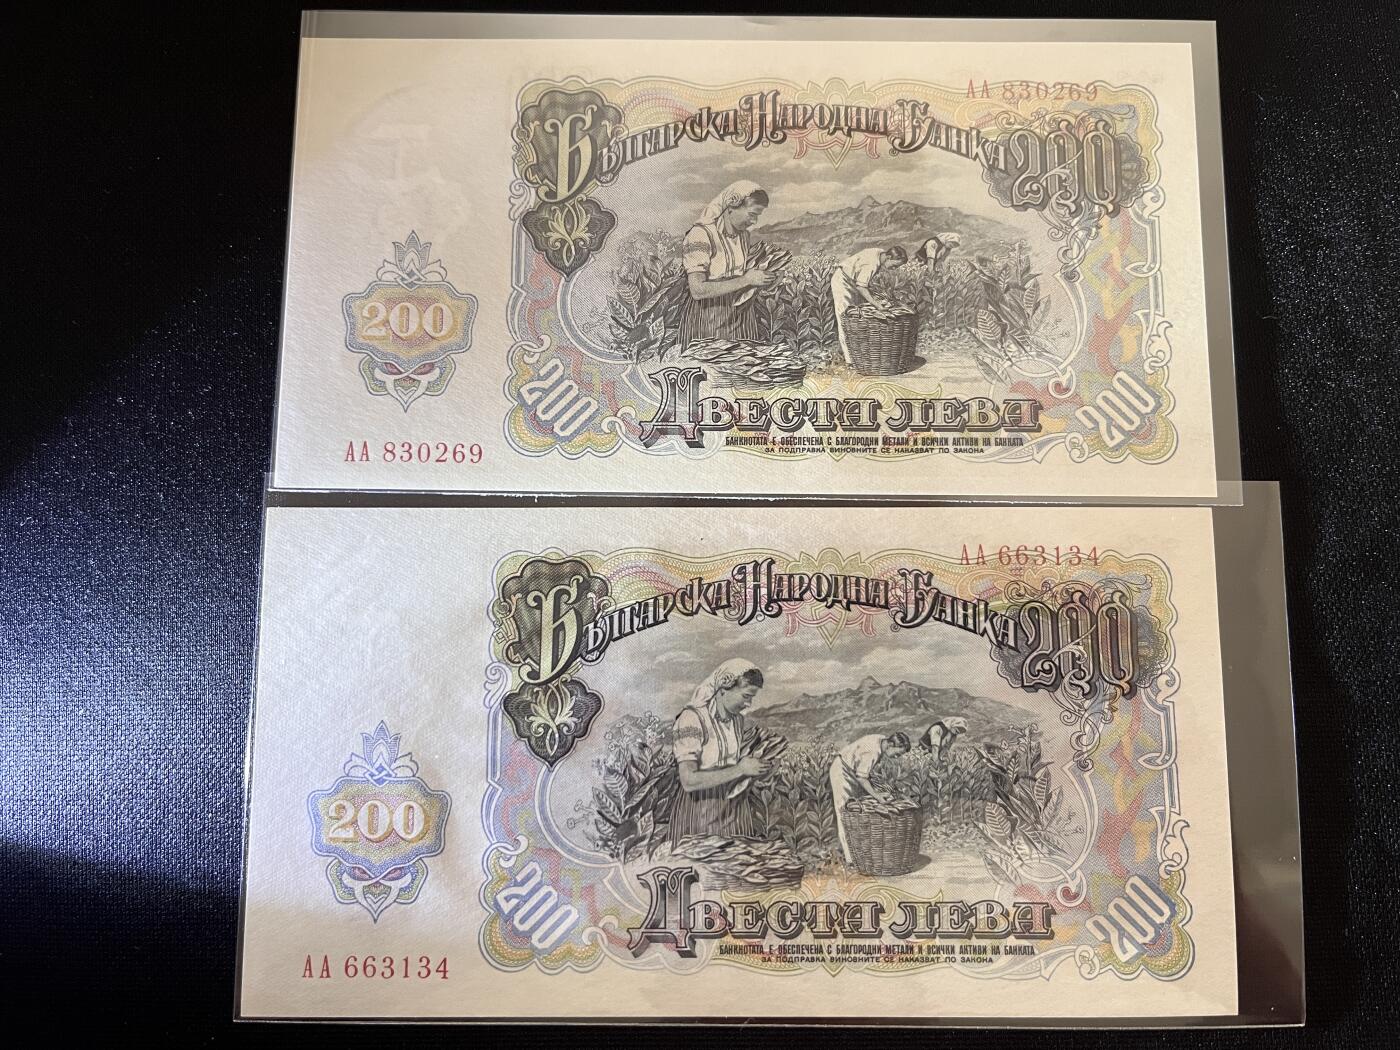 АА 830269
Българска Народна Банка
200
200
200
200
Двеста лева
АА 830269
БАНКНОТАТА Е ОБЕСПЕЧЕНА С БЛАГОРОДНИ МЕТАЛИ И ВСИЧКИ АКТИВИ НА БАНКАТА
ЗА ПОДПРАВКА ВИНОВНИТЕ СЕ НАКАЗВАТ ПО ЗАКОНА
АА 663134
Българска Народна Банка
200
200
200
200
Двеста лева
БАНКНОТАТА Е ОБЕСПЕЧЕНА С БЛАГОРОДНИ МЕТАЛИ И ВСИЧКИ АКТИВИ НА БАНКАТА
ЗА ПОДПРАВКА ВИНОВНИТЕ СЕ НАКАЗВАТ ПО ЗАКОНА
АА 663134